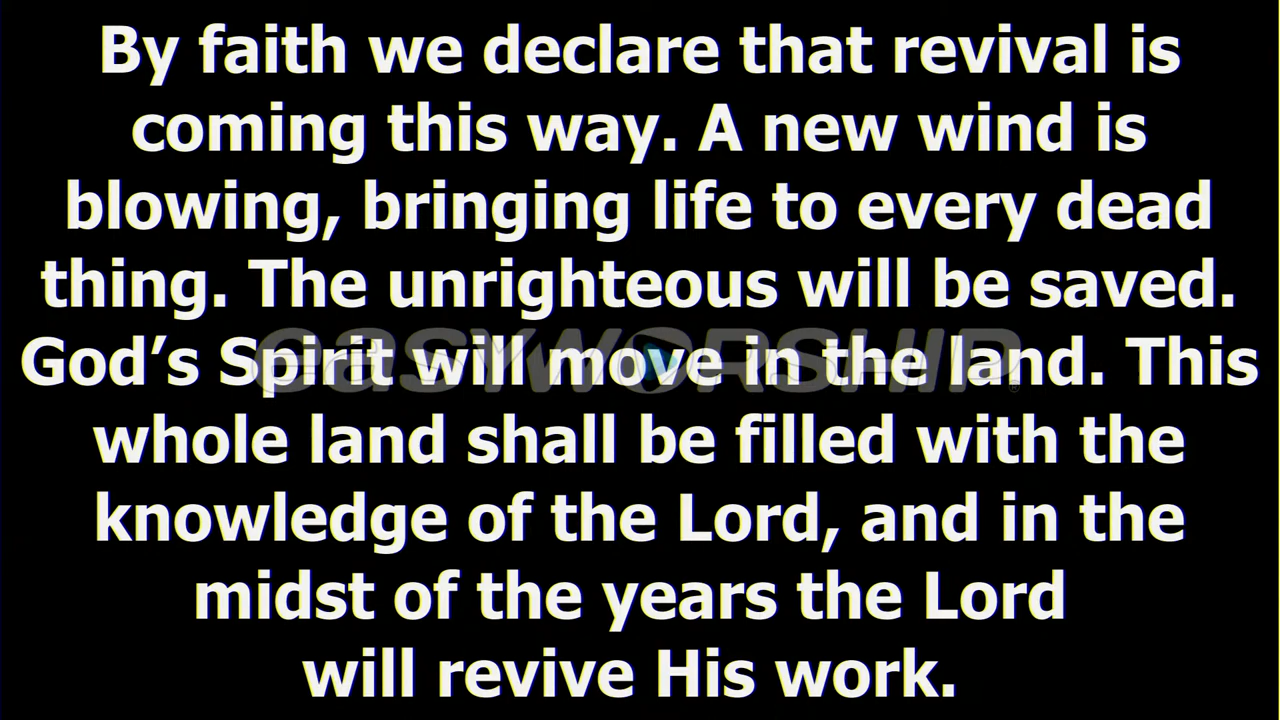 By faith we declare that revival is
coming this way. A new wind is
blowing, bringing life to every dead
thing. The unrighteous will be saved.
God’s Spirit will move in the land. This
easyworship®
whole land shall be filled with the
knowledge of the Lord, and in the
midst of the years the Lord
will revive His work.